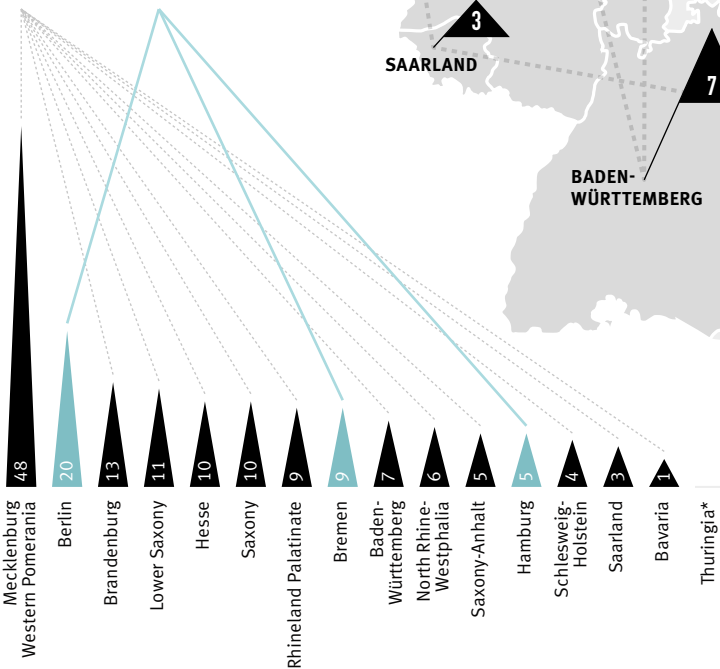 3
SAARLAND
7
BADEN-
WÜRTTEMBERG
48
20
13
11
10
10
9
9
7
6
5
5
4
3
1
Mecklenburg
Western Pomerania
Berlin
Brandenburg
Lower Saxony
Hesse
Saxony
Rhineland Palatinate
Bremen
Baden-
Württemberg
North Rhine-
Westphalia
Saxony-Anhalt
Hamburg
Schleswig-
Holstein
Saarland
Bavaria
Thuringia*